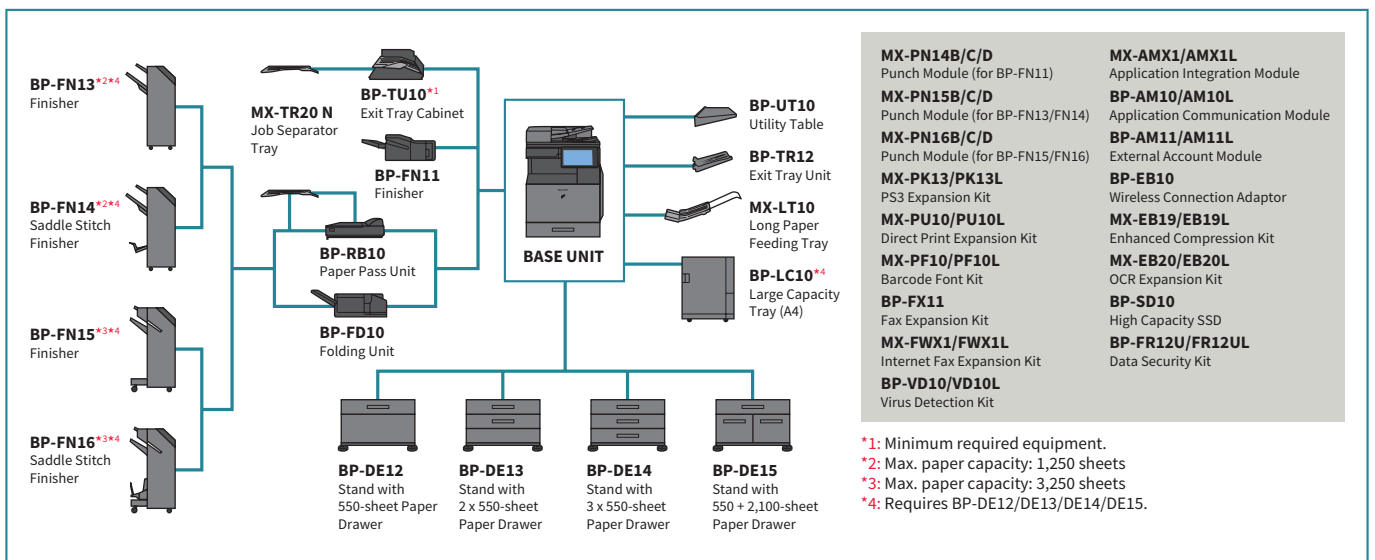 BP-FN13*2*4
Finisher
BP-FN14*2*4
Saddle Stitch
Finisher
BP-FN15*3*4
Finisher
BP-FN16*3*4
Saddle Stitch
Finisher
MX-TR20 N
Job Separator
Tray
BP-TU10*1
Exit Tray Cabinet
BP-FN11
Finisher
BP-RB10
Paper Pass Unit
BP-FD10
Folding Unit
BASE UNIT
BP-UT10
Utility Table
BP-TR12
Exit Tray Unit
MX-LT10
Long Paper
Feeding Tray
BP-LC10*4
Large Capacity
Tray (A4)
BP-DE12
Stand with
550-sheet Paper
Drawer
BP-DE13
Stand with
2 x 550-sheet
Paper Drawer
BP-DE14
Stand with
3 x 550-sheet
Paper Drawer
BP-DE15
Stand with
550 + 2,100-sheet
Paper Drawer
MX-PN14B/C/D
Punch Module (for BP-FN11)
MX-PN15B/C/D
Punch Module (for BP-FN13/FN14)
MX-PN16B/C/D
Punch Module (for BP-FN15/FN16)
MX-PK13/PK13L
PS3 Expansion Kit
MX-PU10/PU10L
Direct Print Expansion Kit
MX-PF10/PF10L
Barcode Font Kit
BP-FX11
Fax Expansion Kit
MX-FWX1/FWX1L
Internet Fax Expansion Kit
BP-VD10/VD10L
Virus Detection Kit
MX-AMX1/AMX1L
Application Integration Module
BP-AM10/AM10L
Application Communication Module
BP-AM11/AM11L
External Account Module
BP-EB10
Wireless Connection Adaptor
MX-EB19/EB19L
Enhanced Compression Kit
MX-EB20/EB20L
OCR Expansion Kit
BP-SD10
High Capacity SSD
BP-FR12U/FR12UL
Data Security Kit
*1: Minimum required equipment.
*2: Max. paper capacity: 1,250 sheets
*3: Max. paper capacity: 3,250 sheets
*4: Requires BP-DE12/DE13/DE14/DE15.